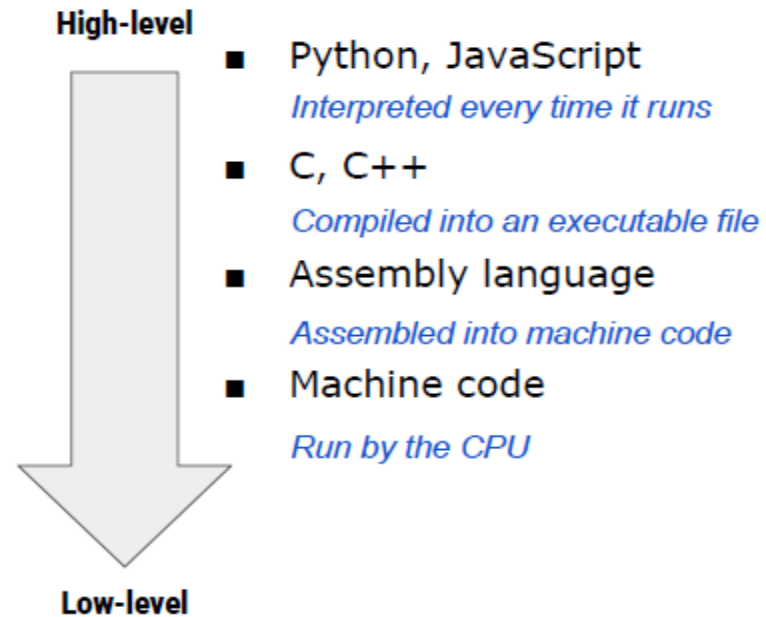 High-level
■ Python, JavaScript
Interpreted every time it runs
■ C, C++
Compiled into an executable file
■ Assembly language
Assembled into machine code
■ Machine code
Run by the CPU
Low-level